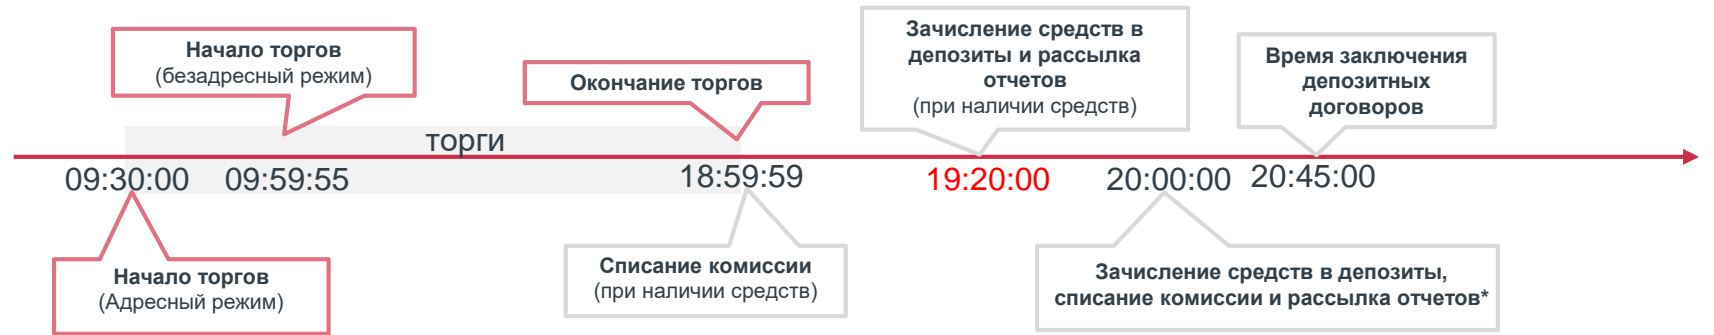 Начало торгов
(безадресный режим)
Окончание торгов
Зачисление средств в
депозиты и рассылка
отчетов
(при наличии средств)
Время заключения
депозитных
договоров
торги
09:30:00
09:59:55
18:59:59
19:20:00
20:00:00
20:45:00
Начало торгов
(Адресный режим)
Списание комиссии
(при наличии средств)
Зачисление средств в депозиты,
списание комиссии и рассылка отчетов*